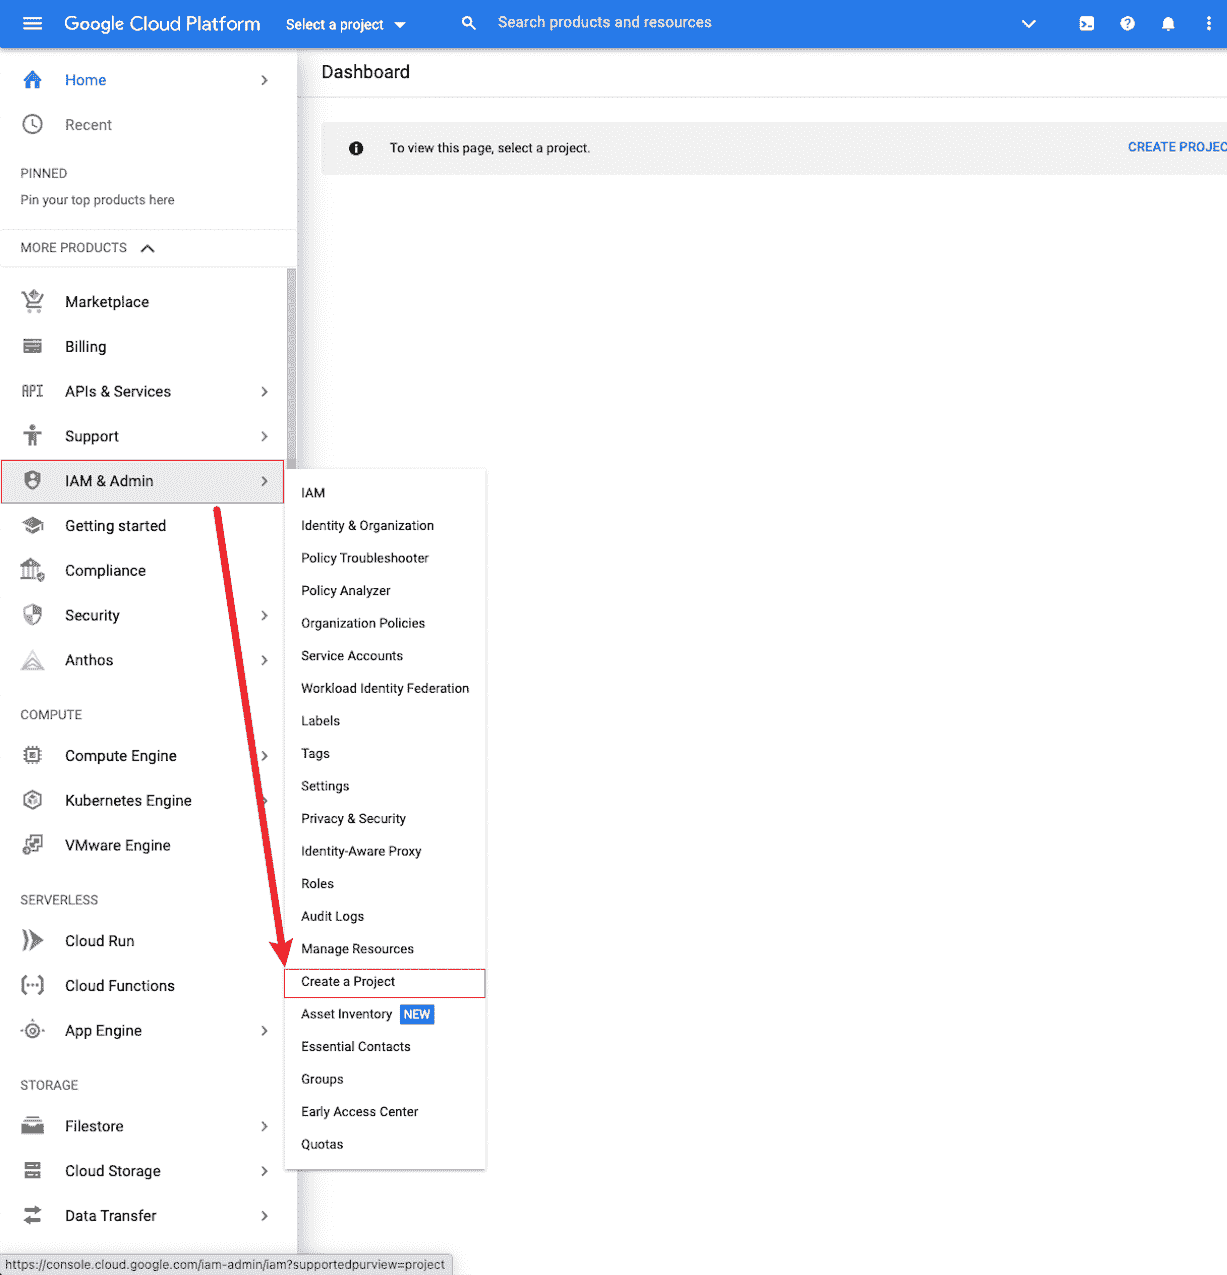 Google Cloud Platform Select a project Search products and resources
Home
Dashboard
Recent
To view this page, select a project. CREATE PROJEC
PINNED
Pin your top products here
MORE PRODUCTS
Marketplace
Billing
API APIs & Services
Support
IAM & Admin
Getting started
Compliance
Security
Anthos
COMPUTE
Compute Engine
Kubernetes Engine
VMware Engine
SERVERLESS
Cloud Run
Cloud Functions
App Engine
STORAGE
Filestore
Cloud Storage
Data Transfer
IAM
Identity & Organization
Policy Troubleshooter
Policy Analyzer
Organization Policies
Service Accounts
Workload Identity Federation
Labels
Tags
Settings
Privacy & Security
Identity-Aware Proxy
Roles
Audit Logs
Manage Resources
Create a Project
Asset Inventory NEW
Essential Contacts
Groups
Early Access Center
Quotas
https://console.cloud.google.com/iam-admin/iam?supportedpurview=project